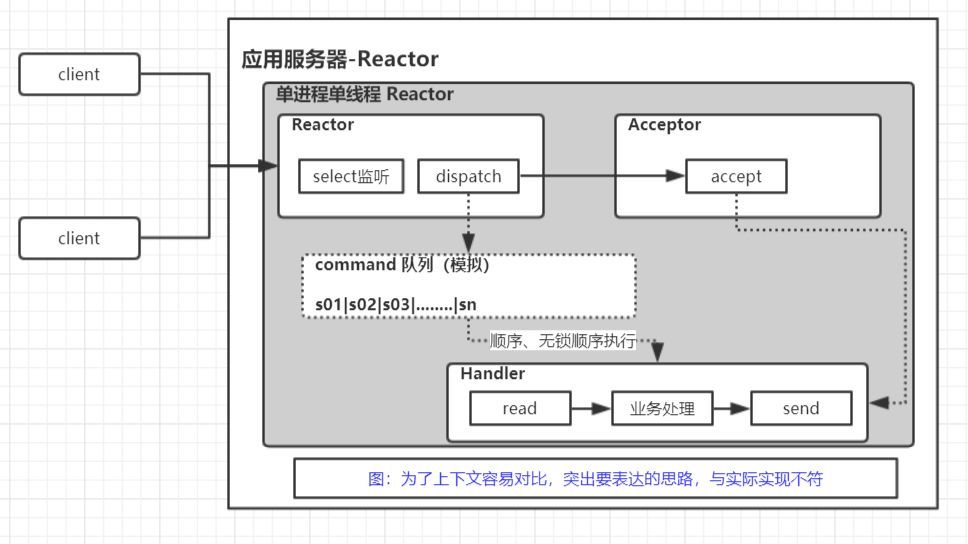 应用服务器-Reactor
client
单进程单线程 Reactor
Reactor
Acceptor
select监听
dispatch
accept
client
command 队列（模拟）
s01|s02|s03|........|sn
顺序、无锁顺序执行
Handler
read
业务处理
send
图：为了上下文容易对比，突出要表达的思路，与实际实现不符